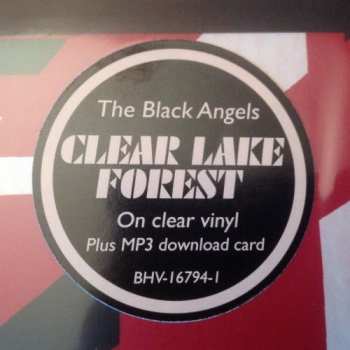 The Black Angels
CLEAR LAKE
FOREST
On clear vinyl
Plus MP3 download card
BHV-16794-1